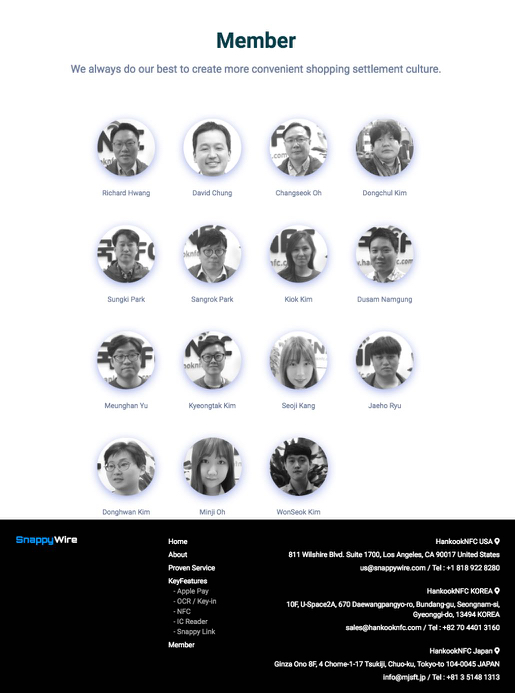 Member
We always do our best to create more convenient shopping settlement culture.
Richard Hwang
David Chung
Changseok Oh
Dongchul Kim
Sungki Park
Sangrok Park
Kiok Kim
Dusam Namgung
Meunghan Yu
Kyeongtak Kim
Seoji Kang
Jaeho Ryu
Donghwan Kim
Minji Oh
WonSeok Kim
SnappyWire
Home
About
Proven Service
KeyFeatures
- Apple Pay
- OCR / Key-in
- NFC
- IC Reader
- Snappy Link
Member
HankookNFC USA
811 Wilshire Blvd. Suite 1700, Los Angeles, CA 90017 United States
us@snappywire.com / Tel : +1 818 922 8280
HankookNFC KOREA
10F, U-Space2A, 670 Daewangpangyo-ro, Bundang-gu, Seongnam-si,
Gyeonggi-do, 13494 KOREA
sales@hankooknfc.com / Tel : +82 70 4401 3160
HankookNFC Japan
Ginza Ono 8F, 4 Chome-1-17 Tsukiji, Chuo-ku, Tokyo-to 104-0045 JAPAN
info@mjsft.jp / Tel : +81 3 5148 1313